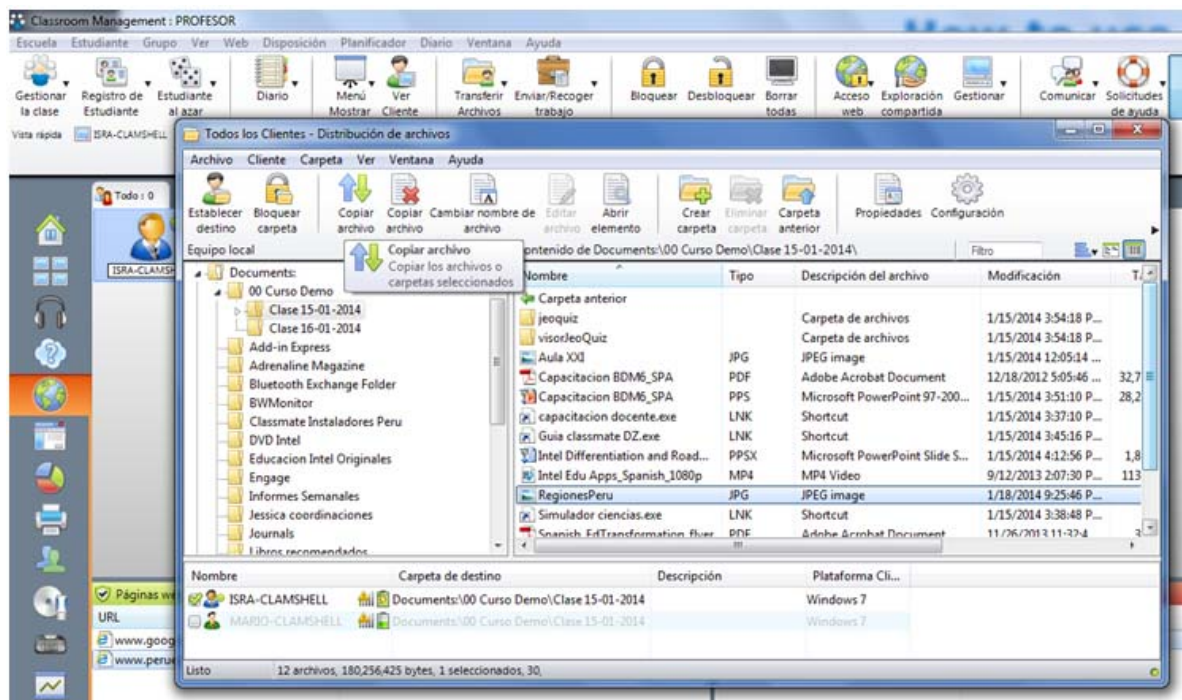 Classroom Management : PROFESOR
Escuela Estudiante Grupo Ver Web Disposición Planificador Diario Ventana Ayuda
Gestionar la clase
Registro de Estudiante
Estudiante al azar
Diario
Menú Mostrar
Ver Cliente
Transferir Archivos
Enviar/Recoger trabajo
Bloquear
Desbloquear
Borrar todas
Acceso web
Exploración compartida
Gestionar
Comunicar
Solicitudes de ayuda
Vista rápida ISRA-CLAMSHELL
Todo : 0
ISRA-CLAMSH
Todos los Clientes - Distribución de archivos
Archivo Cliente Carpeta Ver Ventana Ayuda
Establecer destino
Bloquear carpeta
Copiar archivo
Copiar archivo
Cambiar nombre de archivo
Editar archivo
Abrir elemento
Crear carpeta
Eliminar carpeta
Carpeta anterior
Propiedades
Configuración
Equipo local
ontenido de Documents:\00 Curso Demo\Clase 15-01-2014\
Filtro
Copiar archivo
Copiar los archivos o
carpetas seleccionados
Documents:
00 Curso Demo
Clase 15-01-2014
Clase 16-01-2014
Add-in Express
Adrenaline Magazine
Bluetooth Exchange Folder
BWMonitor
Classmate Instaladores Peru
DVD Intel
Educacion Intel Originales
Engage
Informes Semanales
Jessica coordinaciones
Journals
Libros recomendados
Nombre Tipo Descripción del archivo Modificación
Carpeta anterior
jeoquiz Carpeta de archivos 1/15/2014 3:54:18 P...
visorJeoQuiz Carpeta de archivos 1/15/2014 3:54:18 P...
Aula XXI JPG JPEG image 1/15/2014 12:05:14 ...
Capacitacion BDM6_SPA PDF Adobe Acrobat Document 12/18/2012 5:05:46 ... 32,7
Capacitacion BDM6_SPA PPS Microsoft PowerPoint 97-200... 1/15/2014 3:51:10 P... 28,2
capacitacion docente.exe LNK Shortcut 1/15/2014 3:37:10 P...
Guia classmate DZ.exe LNK Shortcut 1/15/2014 3:45:16 P...
Intel Differentiation and Road... PPSX Microsoft PowerPoint Slide S... 1/15/2014 4:12:56 P... 1,8
Intel Edu Apps_Spanish_1080p MP4 MP4 Video 9/12/2013 2:07:30 P... 113
RegionesPeru JPG JPEG image 1/18/2014 9:25:46 P...
Simulador ciencias.exe LNK Shortcut 1/15/2014 3:38:48 P...
Spanish_EdTransformation_flyer PDF Adobe Acrobat Document 11/26/2013 11:32:4
Nombre Carpeta de destino Descripción Plataforma Cli...
ISRA-CLAMSHELL Documents:\00 Curso Demo\Clase 15-01-2014 Windows 7
MARIO-CLAMSHELL Documents:\00 Curso Demo\Clase 15-01-2014 Windows 7
Listo 12 archivos, 180,256,425 bytes, 1 seleccionados, 30,
Páginas we
URL
www.goog
www.perue